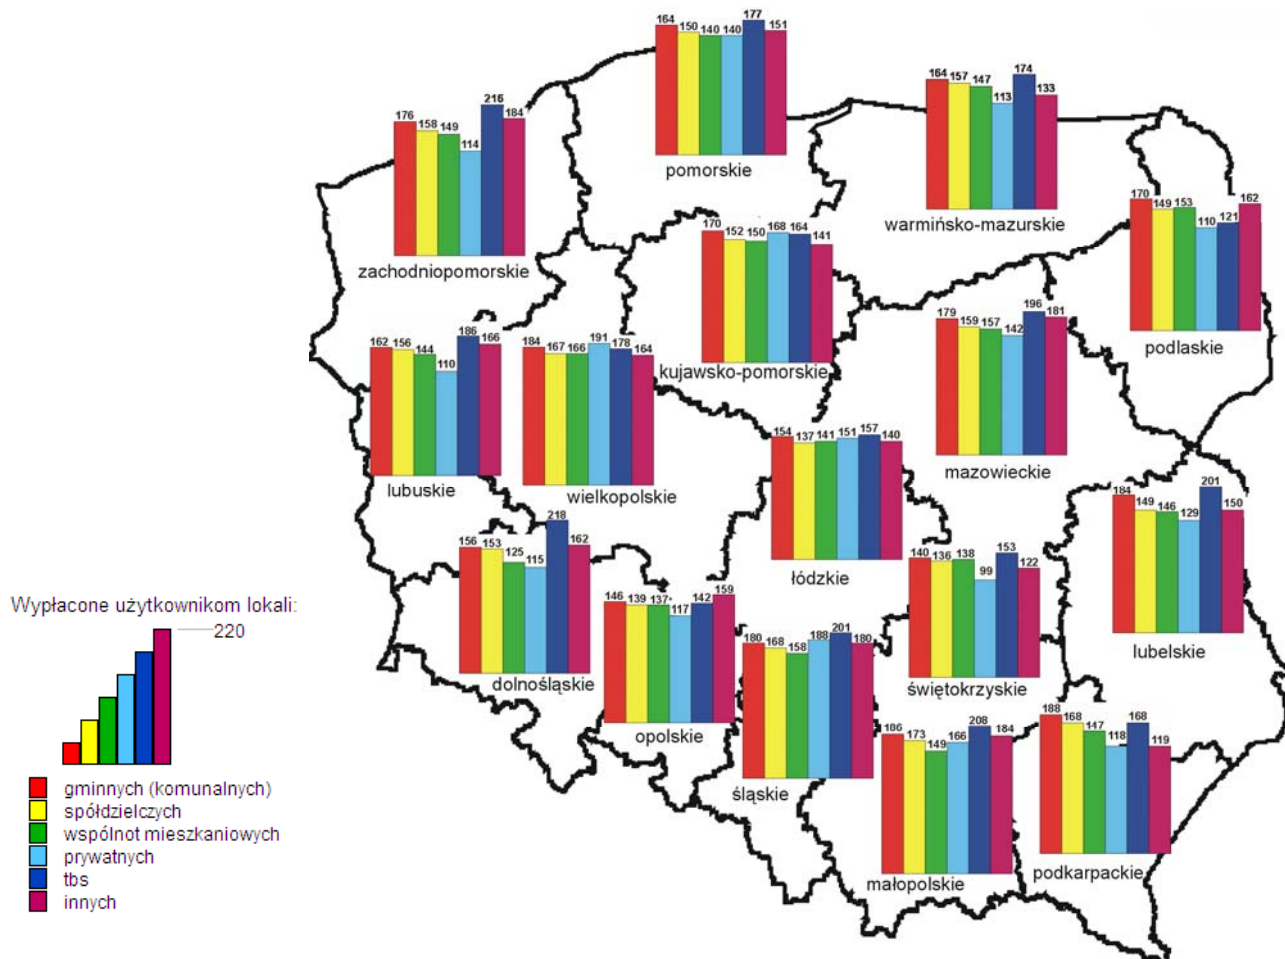 164 150 140 140 177 151
pomorskie
164 157 147 113 174 133
warmińsko-mazurskie
176 158 149 114 216 184
zachodniopomorskie
170 149 153 110 121 162
podlaskie
170 152 150 168 164 141
kujawsko-pomorskie
179 159 157 142 196 181
mazowieckie
162 156 144 110 186 166
lubuskie
184 167 166 191 178 164
wielkopolskie
154 137 141 151 157 140
łódzkie
184 149 146 129 201 150
lubelskie
156 153 125 115 218 162
dolnośląskie
140 136 138 99 153 122
świętokrzyskie
146 139 137 117 142 159
opolskie
180 168 158 188 201 180
śląskie
186 173 149 166 208 184
małopolskie
188 168 147 118 168 119
podkarpackie
Wypłacone użytkownikom lokali:
220
gminnych (komunalnych)
spółdzielczych
wspólnot mieszkaniowych
prywatnych
tbs
innych